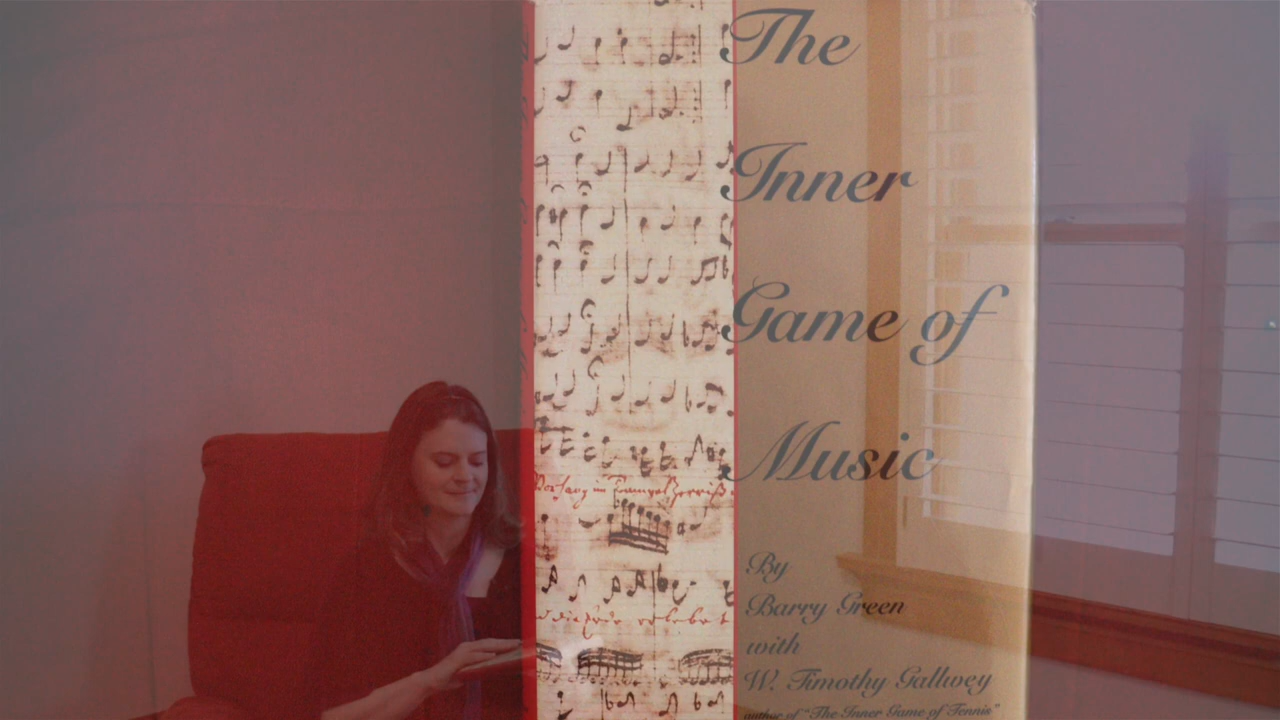 The
Inner
Game of
Music
By
Barry Green
with
W. Timothy Gallwey
author of "The Inner Game of Tennis"